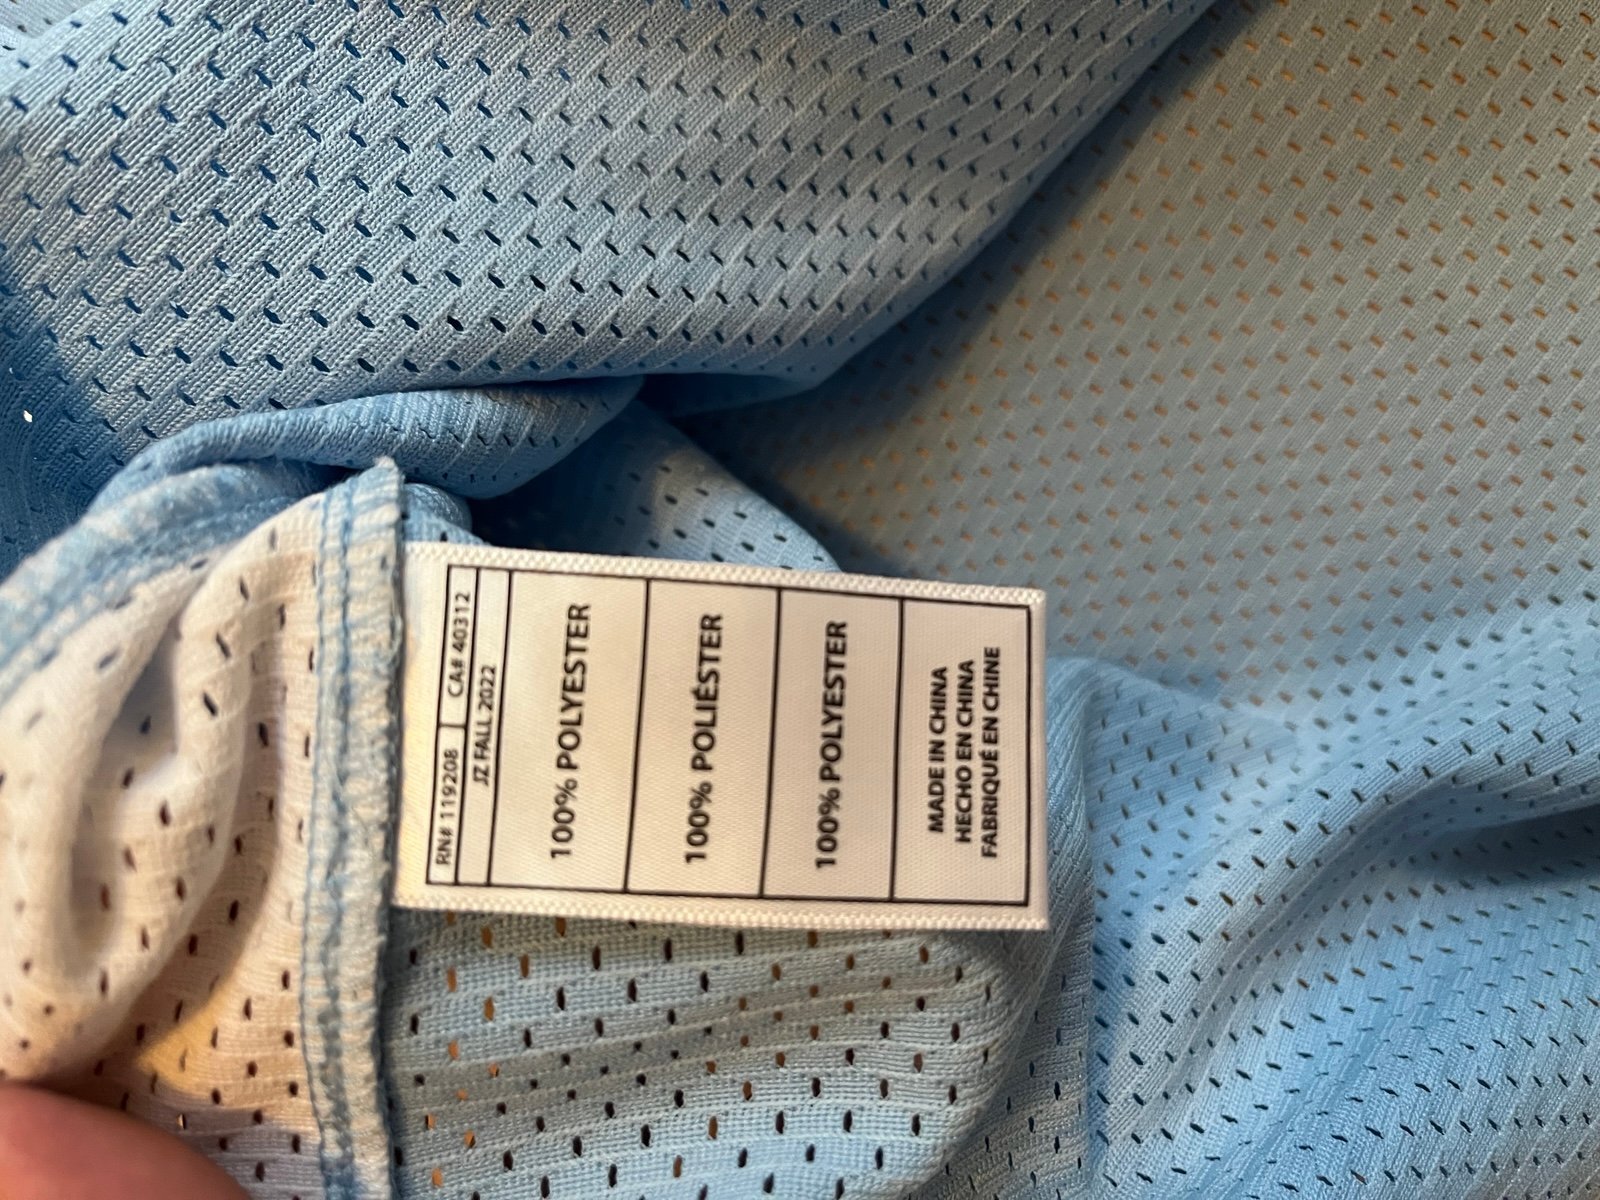 RN# 119208 CA# 40312
JZ FALL 2022
100% POLYESTER
100% POLIÉSTER
100% POLYESTER
MADE IN CHINA
HECHO EN CHINA
FABRIQUÉ EN CHINE